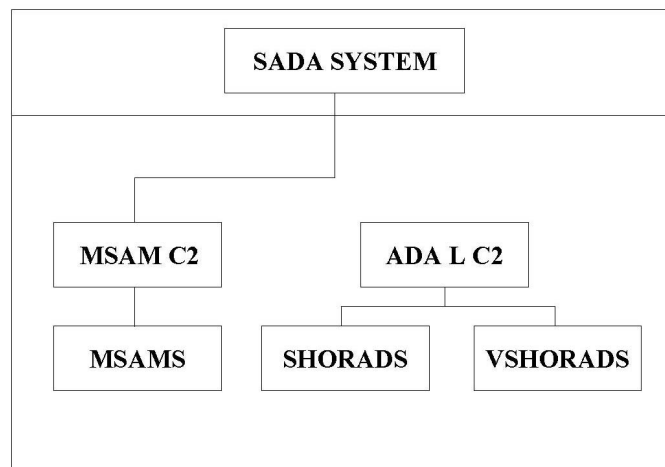 SADA SYSTEM
MSAM C2
ADA L C2
MSAMS
SHORADS
VSHORADS